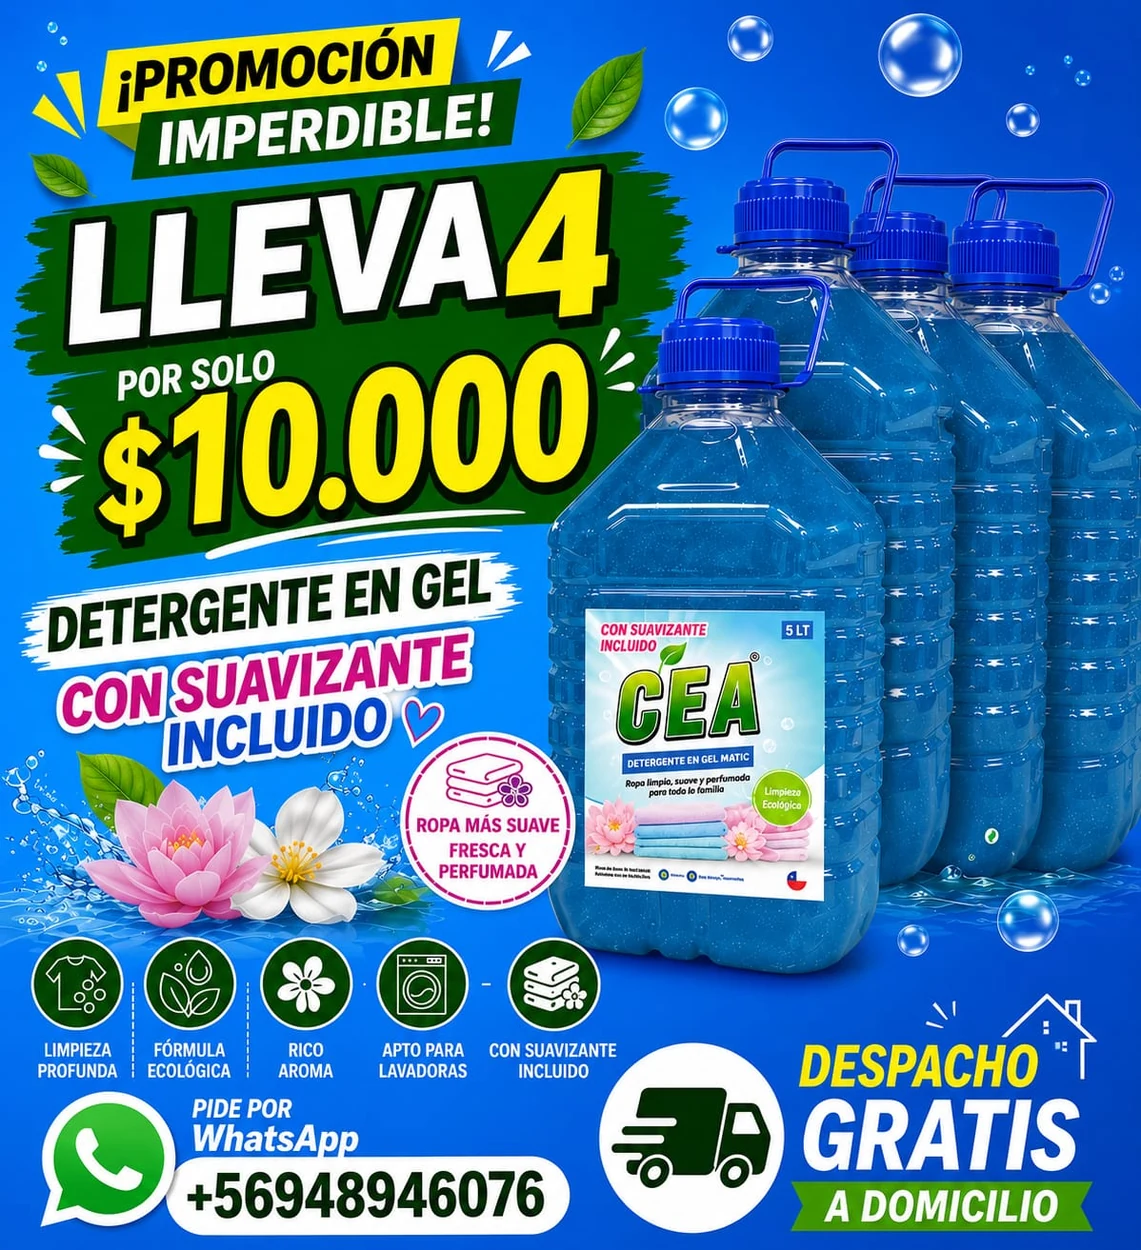 ¡PROMOCIÓN
IMPERDIBLE!
LLEVA 4
POR SOLO
$10.000
DETERGENTE EN GEL
CON SUAVIZANTE
INCLUIDO
ROPA MÁS SUAVE
FRESCA Y
PERFUMADA
CON SUAVIZANTE
INCLUIDO
5 LT
CEA©
DETERGENTE EN GEL MATIC
Ropa limpia, suave y perfumada
para toda la familia
Limpieza
Ecológica
LIMPIEZA
PROFUNDA
FÓRMULA
ECOLÓGICA
RICO
AROMA
APTO PARA
LAVADORAS
CON SUAVIZANTE
INCLUIDO
PIDE POR
WhatsApp
+56948946076
DESPACHO
GRATIS
A DOMICILIO